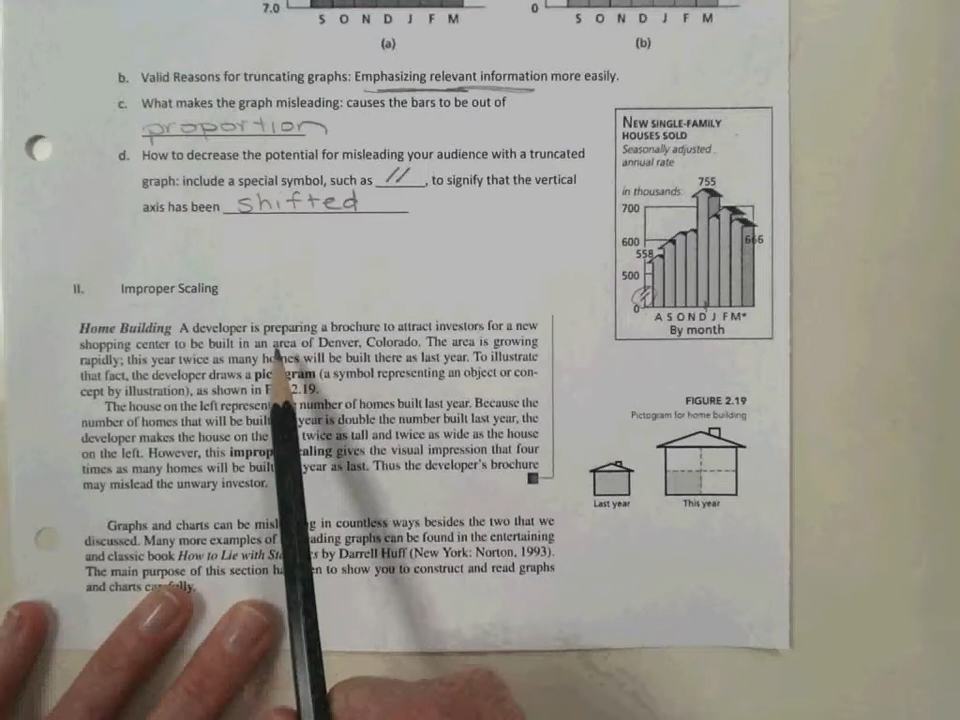 7.0
S O N D J F M
(a)
0
S O N D J F M
(b)
b. Valid Reasons for truncating graphs: Emphasizing relevant information more easily.
c. What makes the graph misleading: causes the bars to be out of
proportion
d. How to decrease the potential for misleading your audience with a truncated
graph: include a special symbol, such as //, to signify that the vertical
axis has been shifted
NEW SINGLE-FAMILY
HOUSES SOLD
Seasonally adjusted
annual rate
in thousands
755
700
600
666
558
500
0
A S O N D J F M*
By month
II. Improper Scaling
Home Building A developer is preparing a brochure to attract investors for a new
shopping center to be built in an area of Denver, Colorado. The area is growing
rapidly; this year twice as many homes will be built there as last year. To illustrate
that fact, the developer draws a pictogram (a symbol representing an object or con-
cept by illustration), as shown in 2.19.
The house on the left represent number of homes built last year. Because the
number of homes that will be built year is double the number built last year, the
developer makes the house on the twice as tall and twice as wide as the house
on the left. However, this improp aling gives the visual impression that four
times as many homes will be built year as last. Thus the developer's brochure
may mislead the unwary investor.
FIGURE 2.19
Pictogram for home building
Last year
This year
Graphs and charts can be misl g in countless ways besides the two that we
discussed. Many more examples of ading graphs can be found in the entertaining
and classic book How to Lie with St s by Darrell Huff (New York: Norton, 1993).
The main purpose of this section ha en to show you to construct and read graphs
and charts carefully.